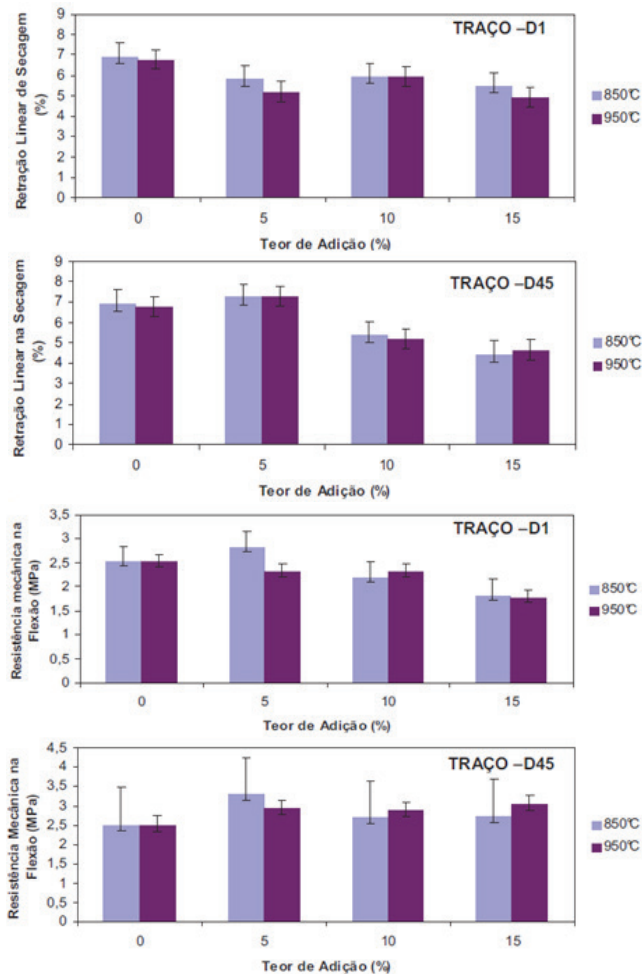 TRAÇO –D1
Retração Linear de Secagem
(%)
9
8
7
6
5
4
3
2
1
0
0 5 10 15
Teor de Adição (%)
850°C
950°C
TRAÇO –D45
Retração Linear na Secagem
(%)
9
8
7
6
5
4
3
2
1
0
0 5 10 15
Teor de Adição (%)
850°C
950°C
TRAÇO –D1
Resistência mecânica na
Flexão (MPa)
3,5
3
2,5
2
1,5
1
0,5
0
0 5 10 15
Teor de Adição (%)
850°C
950°C
TRAÇO –D45
Resistência Mecânica na
Flexão (MPa)
4,5
4
3,5
3
2,5
2
1,5
1
0,5
0
0 5 10 15
Teor de Adição (%)
850°C
950°C